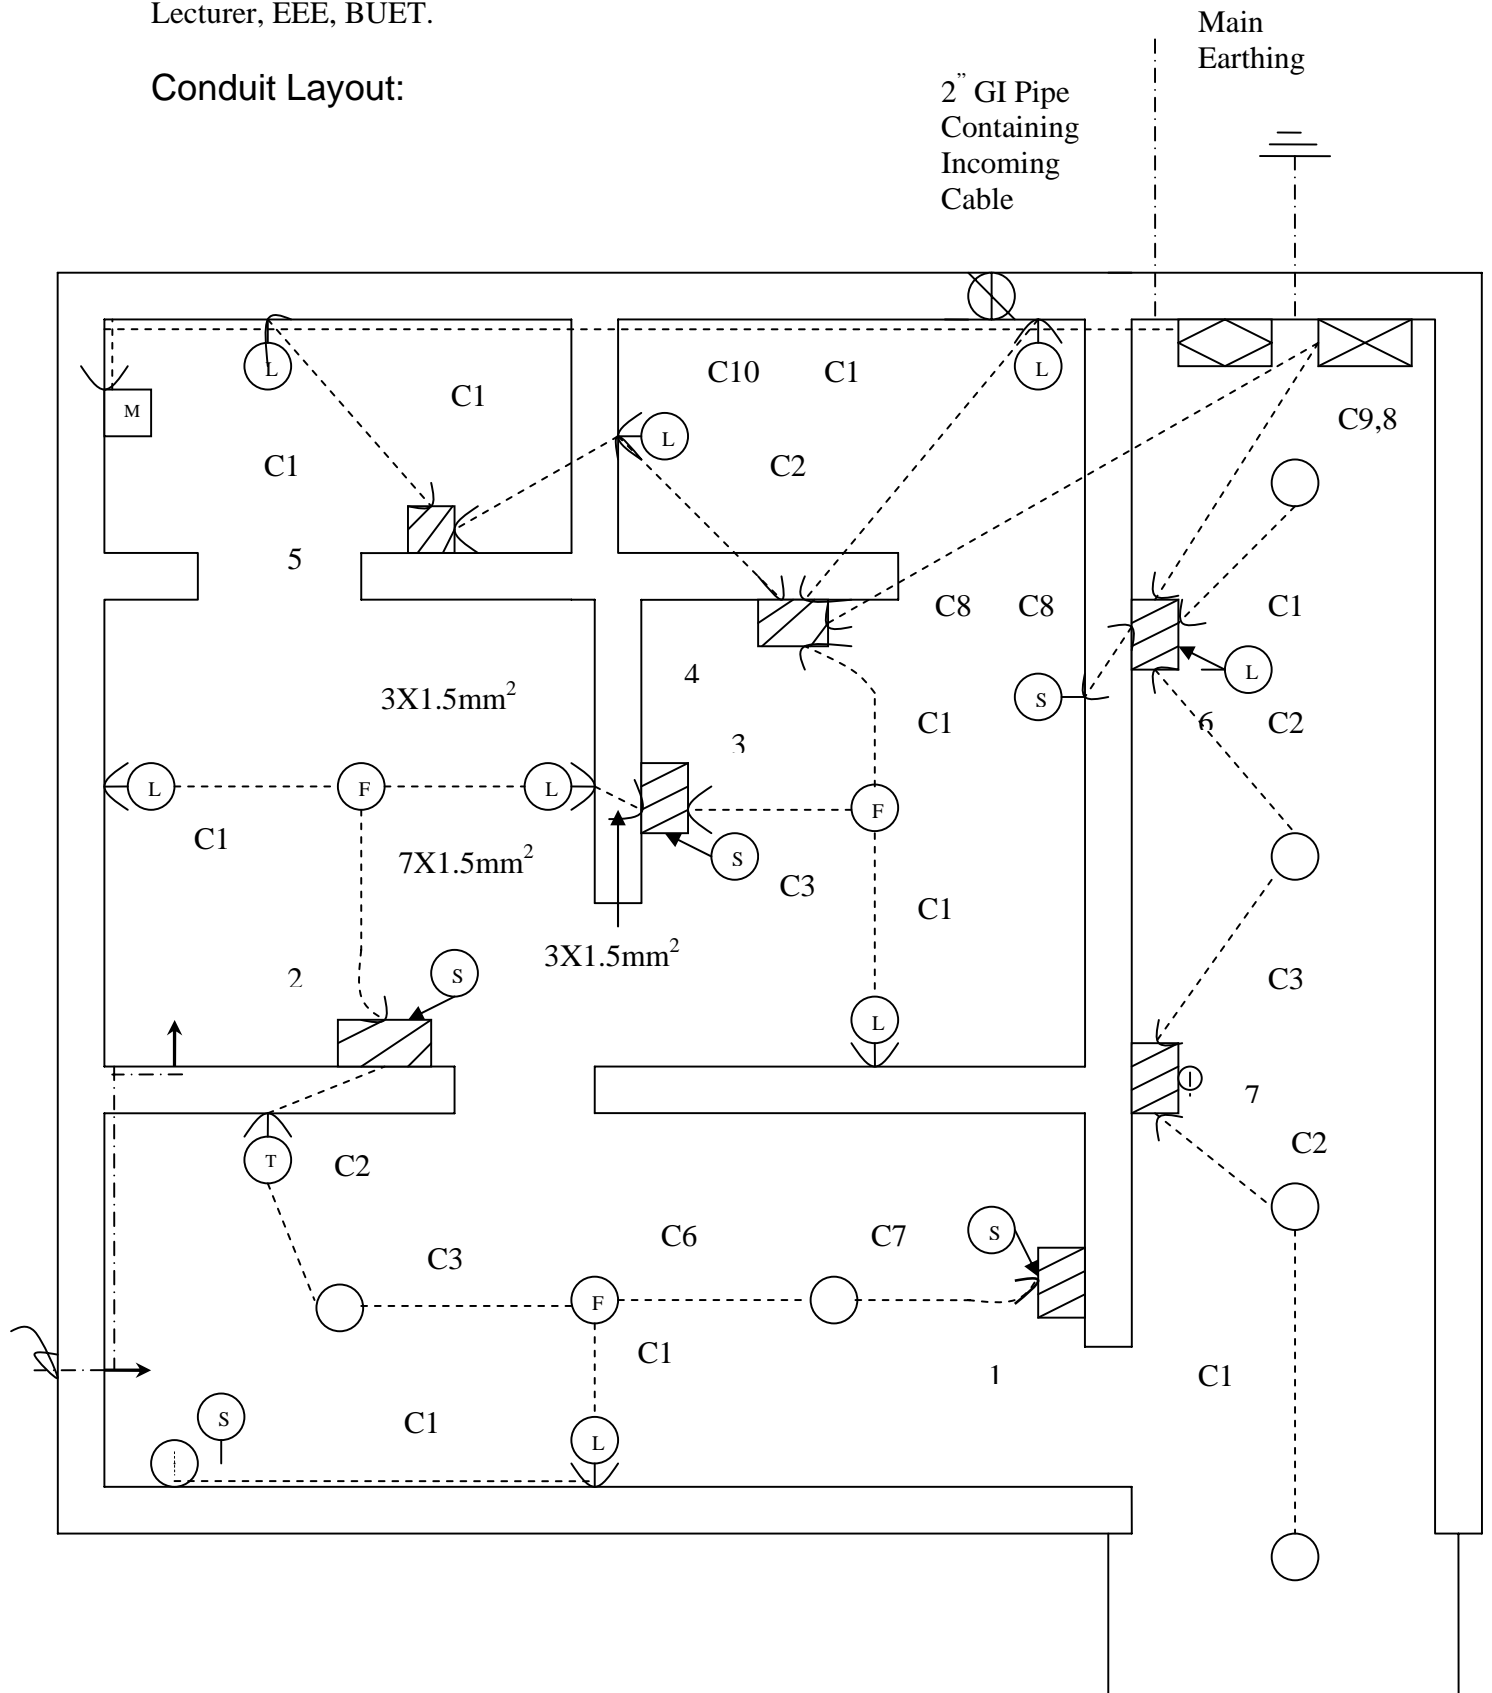 Lecturer, EEE, BUET.
Conduit Layout:
Main
Earthing
2” GI Pipe
Containing
Incoming
Cable
L
C1
C10 C1
L
M
C9,8
L
C1
C2
5
C8 C8
C1
4
L
S
3X1.5mm²
C1
6
C2
3
L
F
L
F
C1
7X1.5mm²
S
C3
C1
3X1.5mm²
2
S
C3
L
7
C2
T
C2
C3
C6
C7
S
F
C1
1
C1
S
C1
L